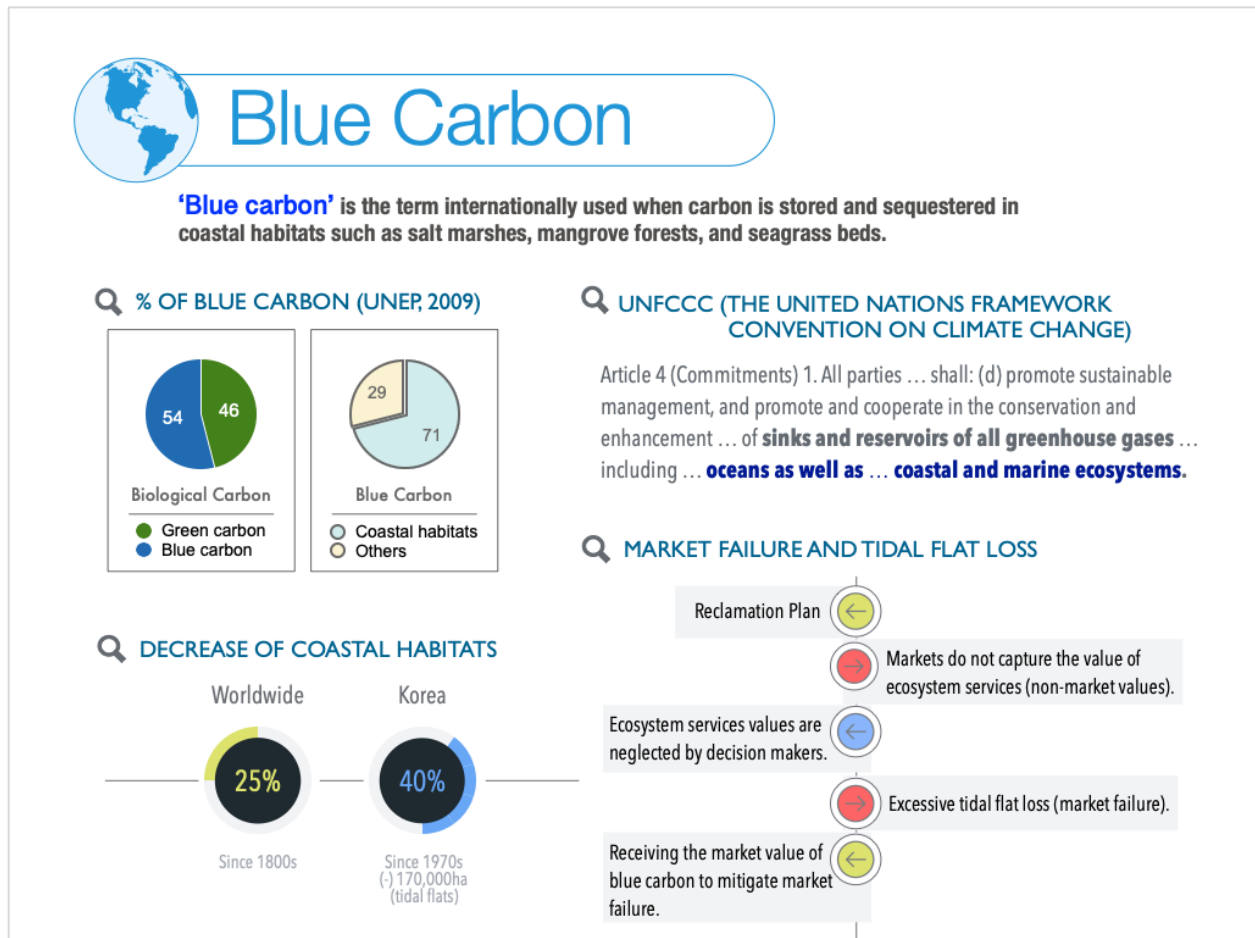 Blue Carbon
‘Blue carbon’ is the term internationally used when carbon is stored and sequestered in
coastal habitats such as salt marshes, mangrove forests, and seagrass beds.
% OF BLUE CARBON (UNEP, 2009)
54
46
Biological Carbon
Green carbon
Blue carbon
29
71
Blue Carbon
Coastal habitats
Others
DECREASE OF COASTAL HABITATS
Worldwide
25%
Since 1800s
Korea
40%
Since 1970s
(-) 170,000ha
(tidal flats)
UNFCCC (THE UNITED NATIONS FRAMEWORK
CONVENTION ON CLIMATE CHANGE)
Article 4 (Commitments) 1. All parties … shall: (d) promote sustainable
management, and promote and cooperate in the conservation and
enhancement … of sinks and reservoirs of all greenhouse gases …
including … oceans as well as … coastal and marine ecosystems.
MARKET FAILURE AND TIDAL FLAT LOSS
Reclamation Plan
Markets do not capture the value of
ecosystem services (non-market values).
Ecosystem services values are
neglected by decision makers.
Excessive tidal flat loss (market failure).
Receiving the market value of
blue carbon to mitigate market
failure.